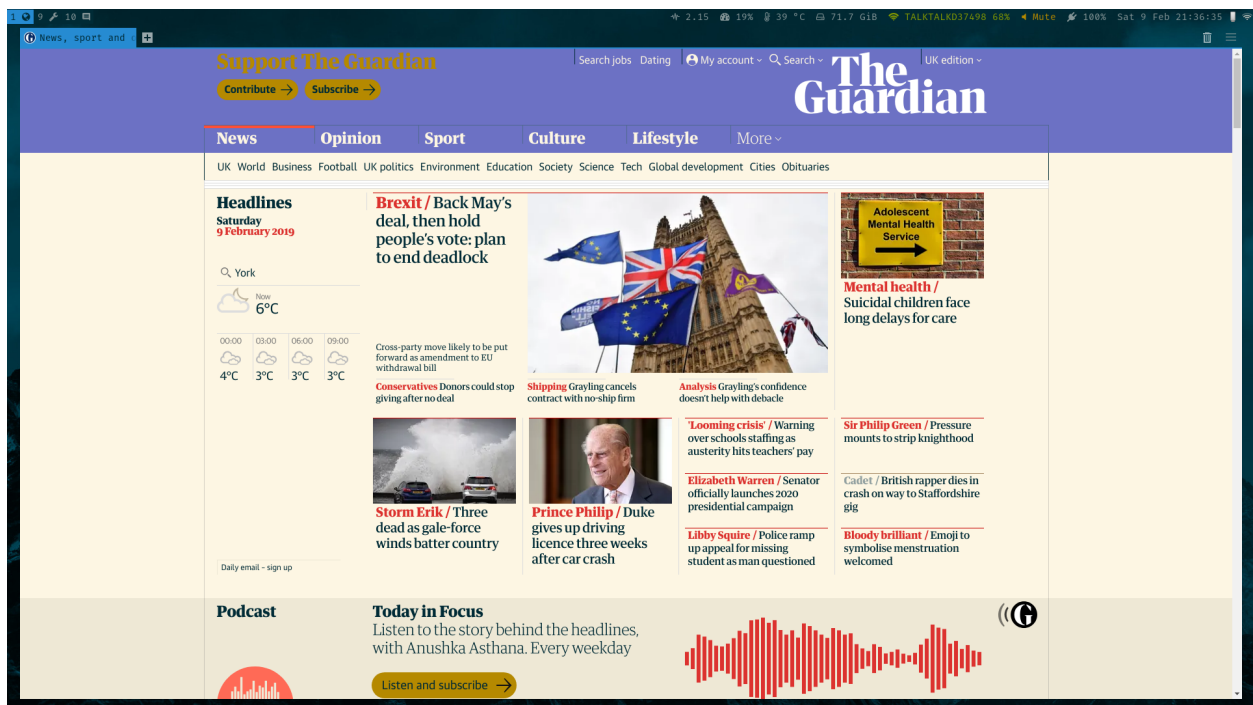 1 9 10
2.15 19% 39 °C 71.7 GiB TALKTALKD37498 68% Mute 100% Sat 9 Feb 21:36:35
News, sport and
Support The Guardian
Search jobs Dating My account Search UK edition
Contribute → Subscribe →
The
Guardian
News Opinion Sport Culture Lifestyle More
UK World Business Football UK politics Environment Education Society Science Tech Global development Cities Obituaries
Headlines
Saturday
9 February 2019
York
Now
6°C
00:00 03:00 06:00 09:00
4°C 3°C 3°C 3°C
Daily email – sign up
Brexit / Back May's
deal, then hold
people's vote: plan
to end deadlock
Cross-party move likely to be put
forward as amendment to EU
withdrawal bill
Conservatives Donors could stop
giving after no deal
Shipping Grayling cancels
contract with no-ship firm
Analysis Grayling's confidence
doesn't help with debacle
Adolescent
Mental Health
Service
Mental health /
Suicidal children face
long delays for care
Storm Erik / Three
dead as gale-force
winds batter country
Prince Philip / Duke
gives up driving
licence three weeks
after car crash
'Looming crisis' / Warning
over schools staffing as
austerity hits teachers' pay
Elizabeth Warren / Senator
officially launches 2020
presidential campaign
Libby Squire / Police ramp
up appeal for missing
student as man questioned
Sir Philip Green / Pressure
mounts to strip knighthood
Cadet / British rapper dies in
crash on way to Staffordshire
gig
Bloody brilliant / Emoji to
symbolise menstruation
welcomed
Podcast
Today in Focus
Listen to the story behind the headlines,
with Anushka Asthana. Every weekday
Listen and subscribe →
G